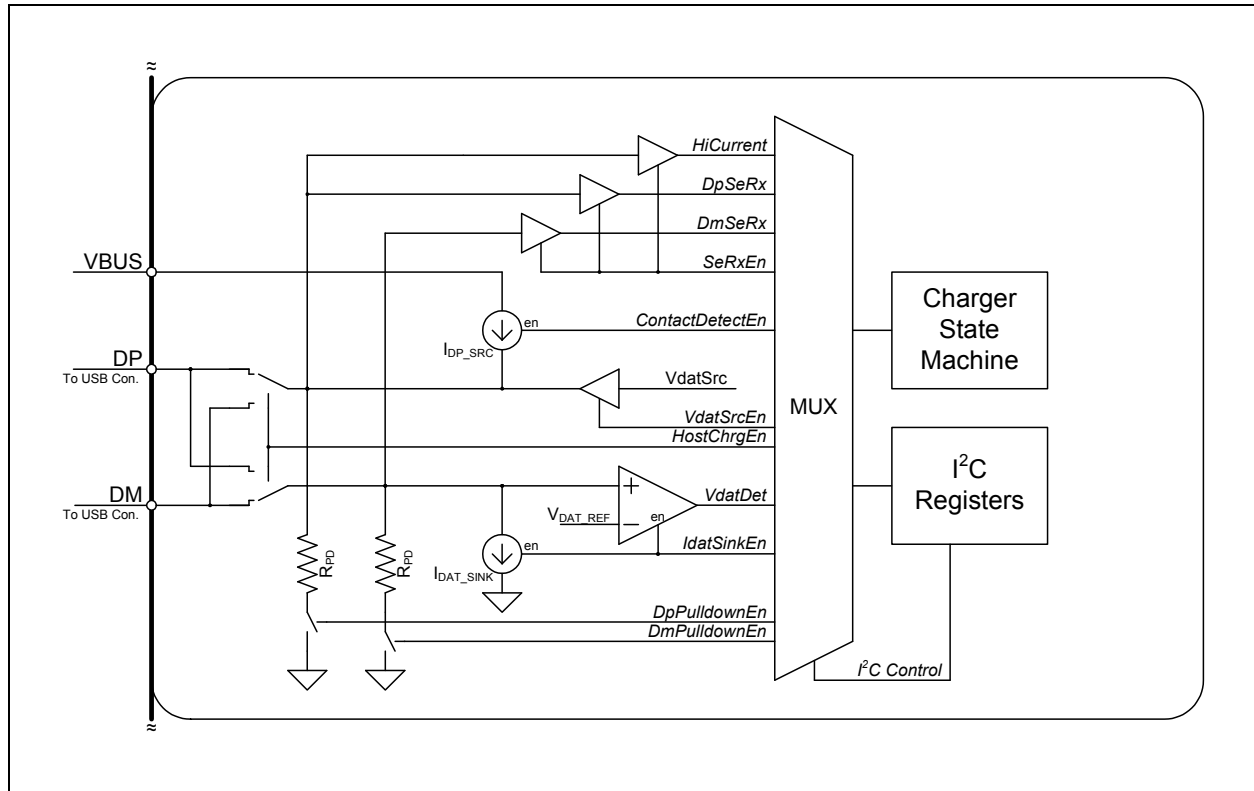 ≈
HiCurrent
DpSeRx
DmSeRx
SeRxEn
VBUS
en
ContactDetectEn
I_DP_SRC
DP
To USB Con.
VdatSrc
VdatSrcEn
HostChrgEn
MUX
Charger
State
Machine
I²C
Registers
DM
To USB Con.
+
V_DAT_REF
−
en
VdatDet
en
IdatSinkEn
I_DAT_SINK
R_PD
R_PD
DpPulldownEn
DmPulldownEn
I²C Control
≈